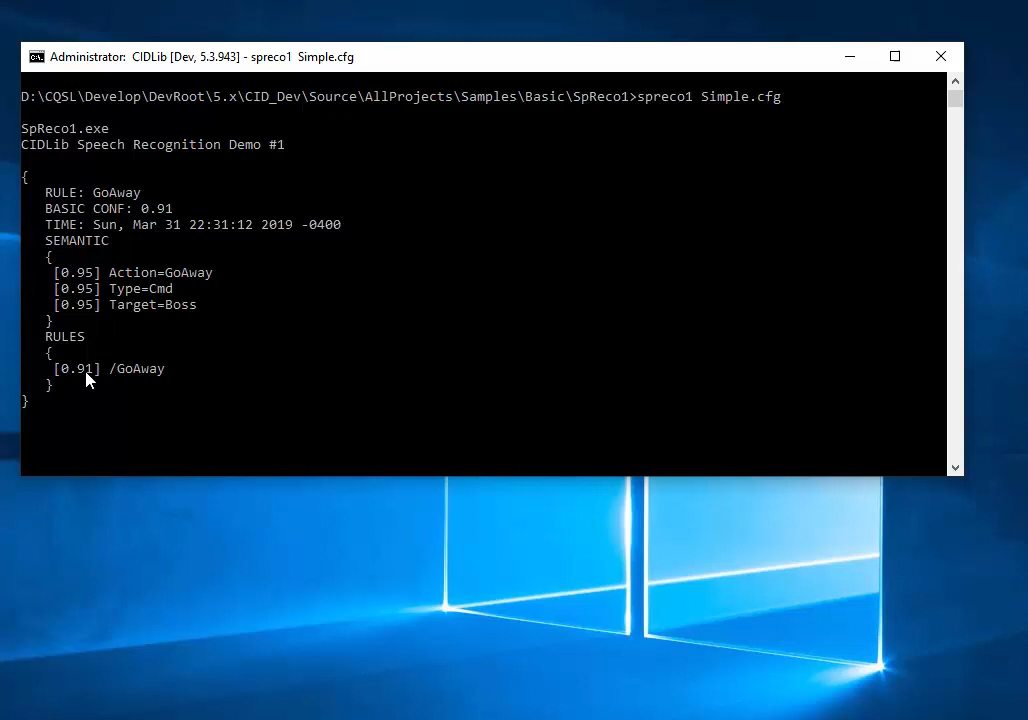 Administrator:  CIDLib [Dev, 5.3.943] - spreco1  Simple.cfg
D:\CQSL\Develop\DevRoot\5.x\CID_Dev\Source\AllProjects\Samples\Basic\SpReco1>spreco1 Simple.cfg
SpReco1.exe
CIDLib Speech Recognition Demo #1
{
   RULE: GoAway
   BASIC CONF: 0.91
   TIME: Sun, Mar 31 22:31:12 2019 -0400
   SEMANTIC
   {
    [0.95] Action=GoAway
    [0.95] Type=Cmd
    [0.95] Target=Boss
   }
   RULES
   {
    [0.91] /GoAway
   }
}